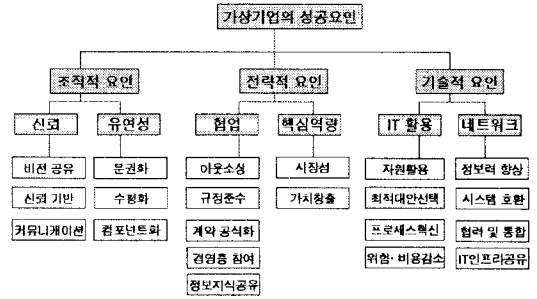 가상기업의 성공요인
조직적 요인 전략적 요인 기술적 요인
신뢰 유연성 협업 핵심역량 IT 활용 네트워크
비전 공유 분권화 아웃소싱 시장성 자원활용 정보력 향상
신뢰 기반 수평화 규정준수 가치창출 최적대안선택 시스템 호환
커뮤니케이션 컴포넌트화 계약 공식화 프로세스혁신 협력 및 통합
경영층 참여 위험·비용감소 IT인프라공유
정보지식공유